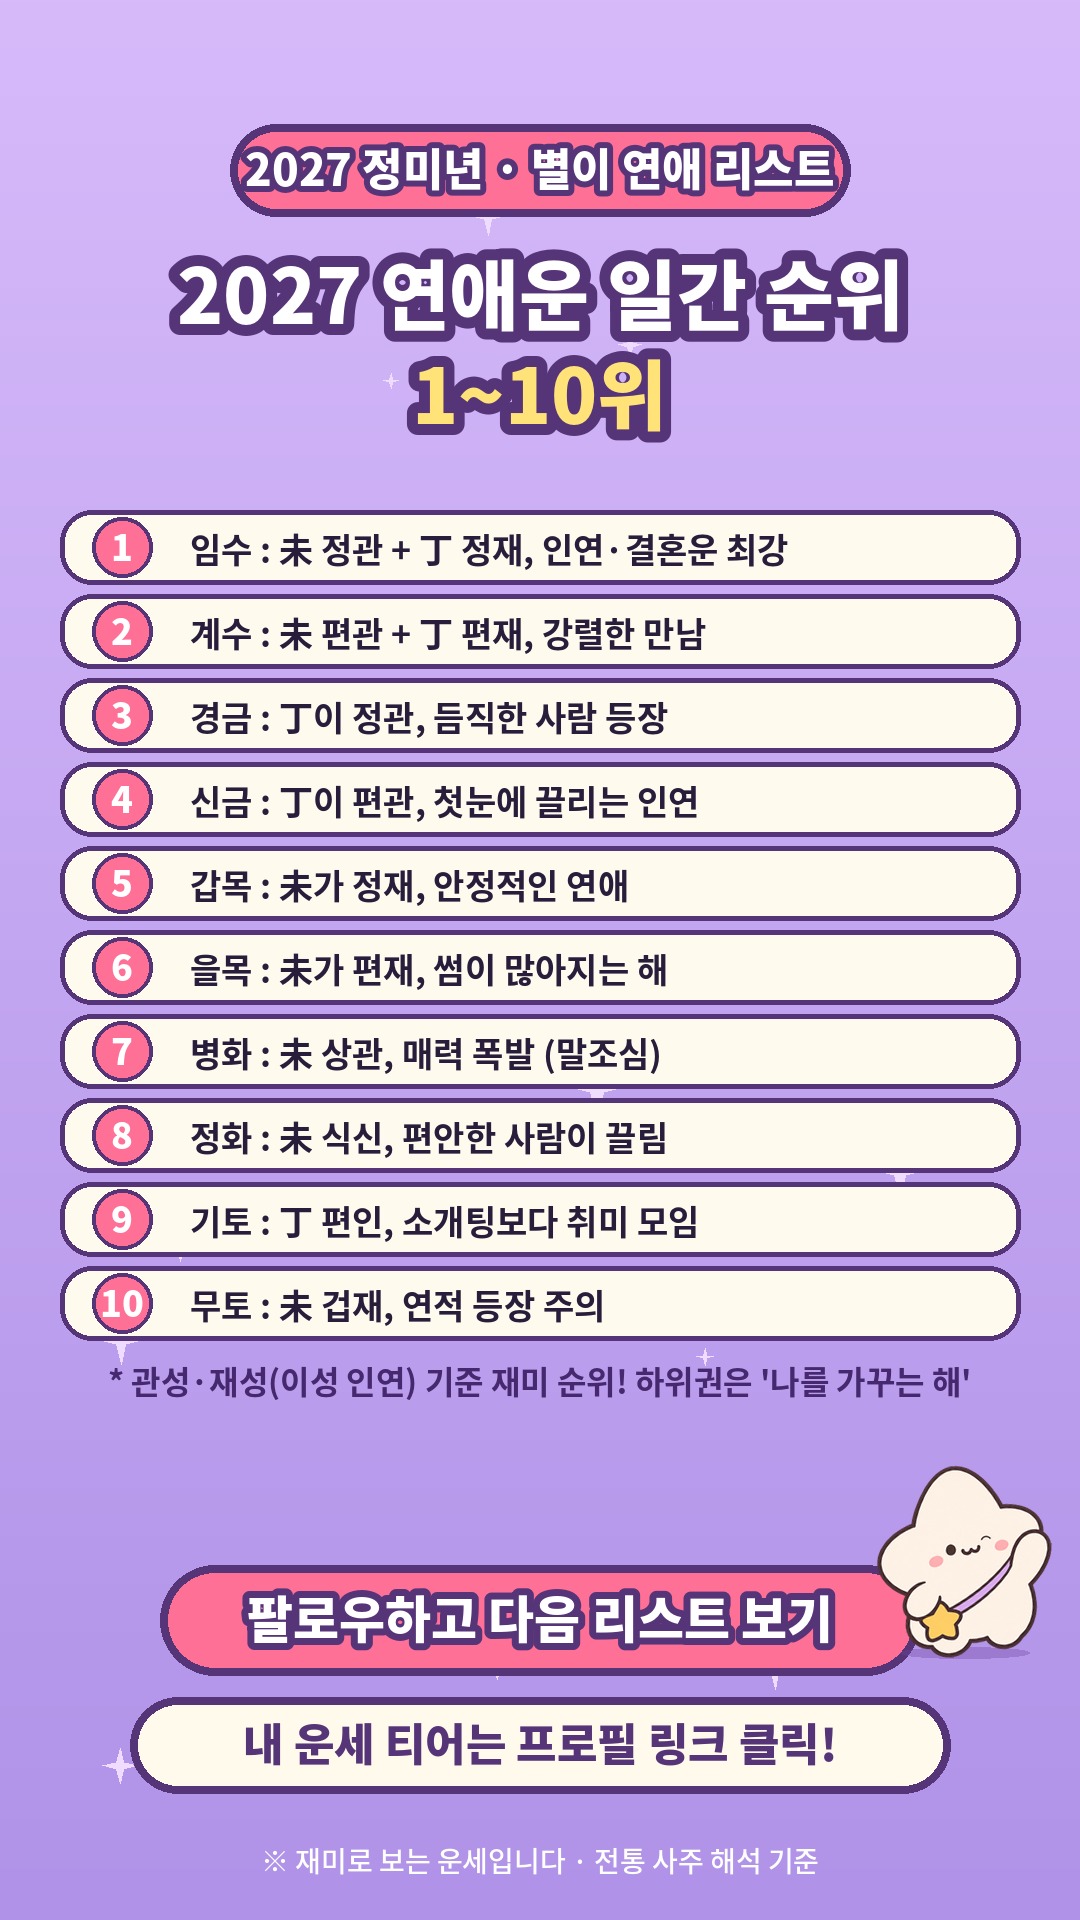 2027 정미년 · 별이 연애 리스트
2027 연애운 일간 순위
1~10위
1 임수 : 未 정관 + 丁 정재, 인연·결혼운 최강
2 계수 : 未 편관 + 丁 편재, 강렬한 만남
3 경금 : 丁이 정관, 듬직한 사람 등장
4 신금 : 丁이 편관, 첫눈에 끌리는 인연
5 갑목 : 未가 정재, 안정적인 연애
6 을목 : 未가 편재, 썸이 많아지는 해
7 병화 : 未 상관, 매력 폭발 (말조심)
8 정화 : 未 식신, 편안한 사람이 끌림
9 기토 : 丁 편인, 소개팅보다 취미 모임
10 무토 : 未 겁재, 연적 등장 주의
* 관성·재성(이성 인연) 기준 재미 순위! 하위권은 '나를 가꾸는 해'
팔로우하고 다음 리스트 보기
내 운세 티어는 프로필 링크 클릭!
※ 재미로 보는 운세입니다 · 전통 사주 해석 기준